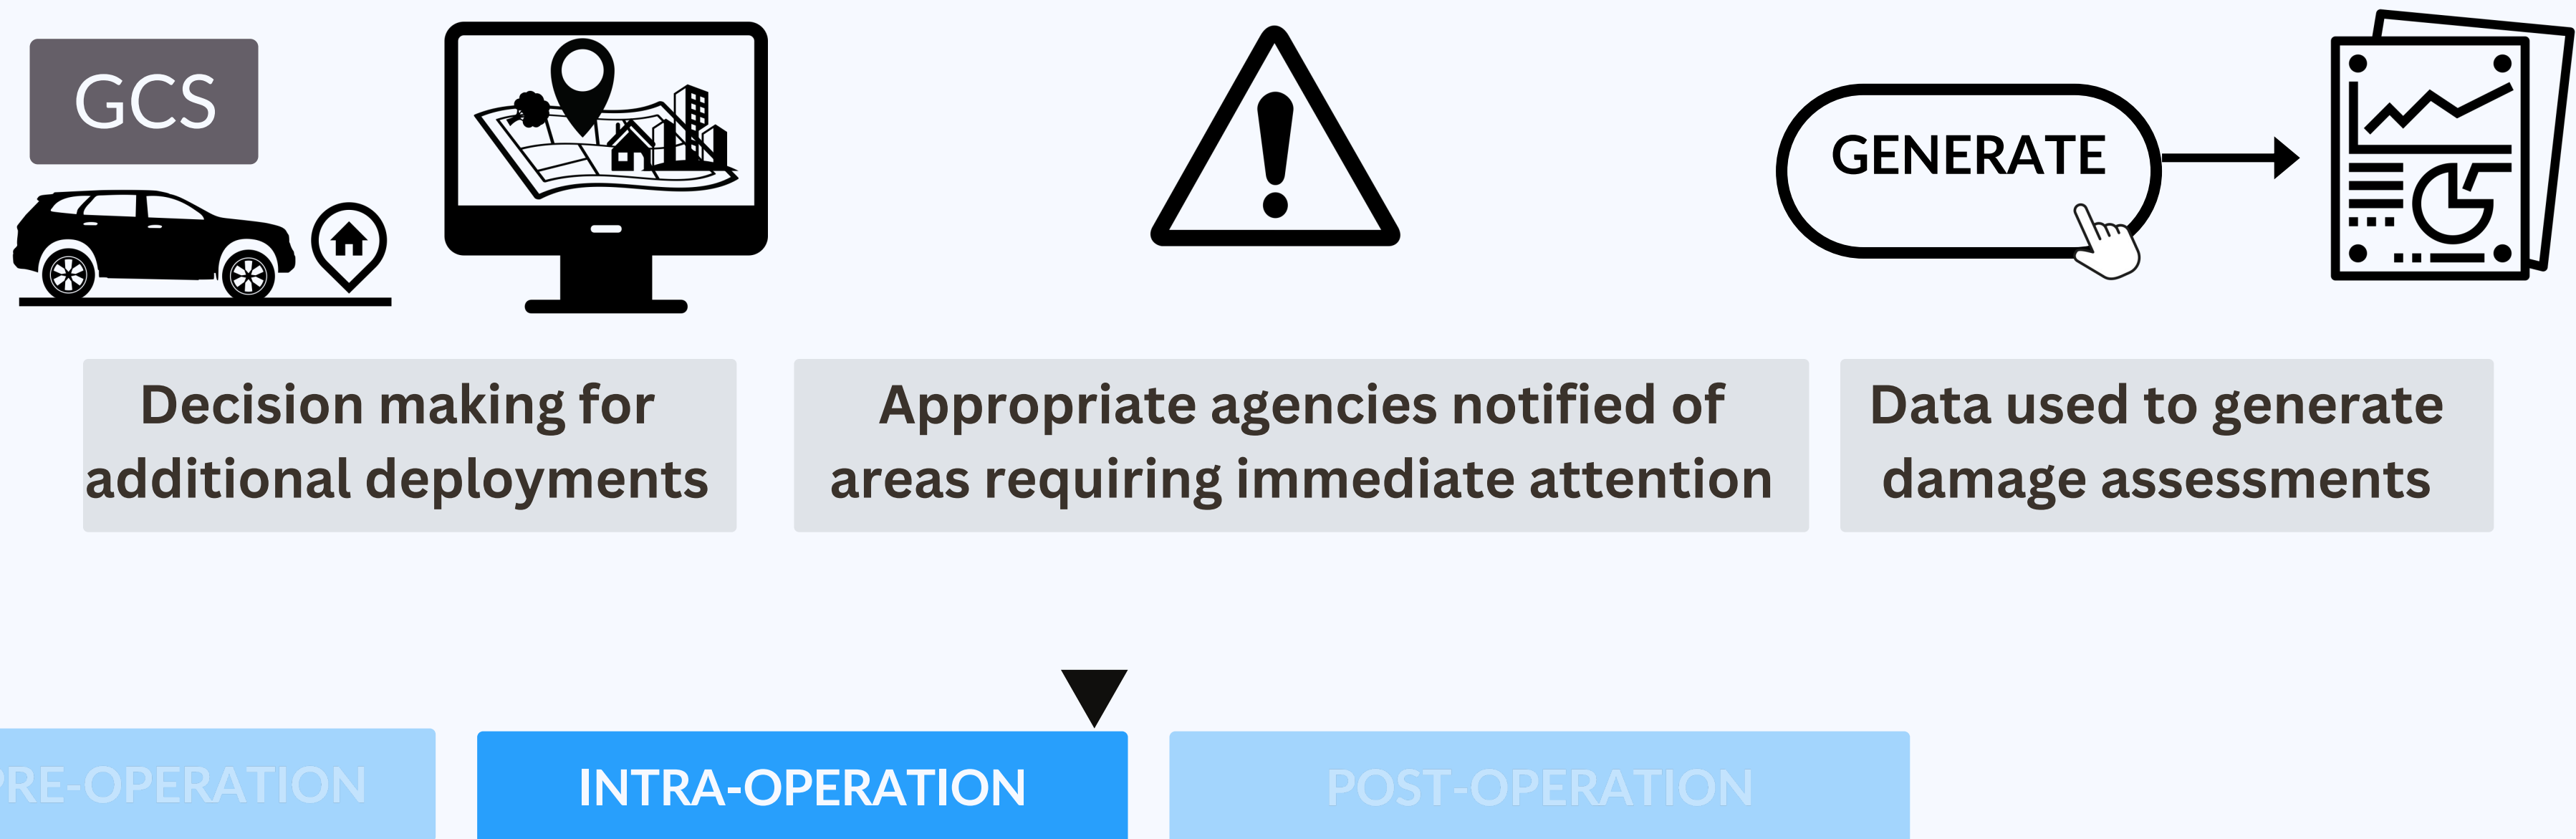 GCS
GENERATE
Decision making for
additional deployments
Appropriate agencies notified of
areas requiring immediate attention
Data used to generate
damage assessments
PRE-OPERATION
INTRA-OPERATION
POST-OPERATION